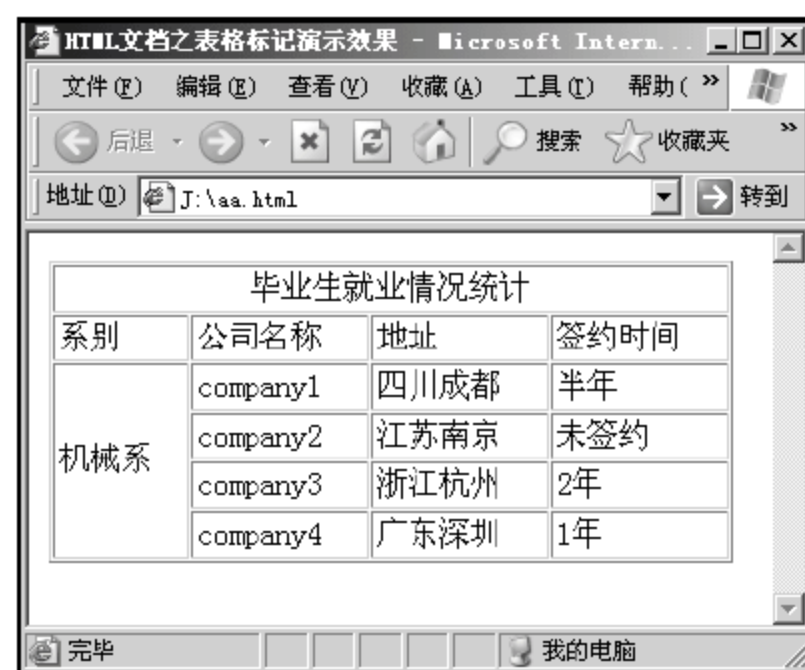 HTML文档之表格标记演示效果 - Microsoft Intern...
文件(F) 编辑(E) 查看(V) 收藏(A) 工具(T) 帮助( »
后退 搜索 收藏夹 »
地址(D) J:\aa.html 转到
毕业生就业情况统计
系别 公司名称 地址 签约时间
机械系 company1 四川成都 半年
company2 江苏南京 未签约
company3 浙江杭州 2年
company4 广东深圳 1年
完毕 我的电脑